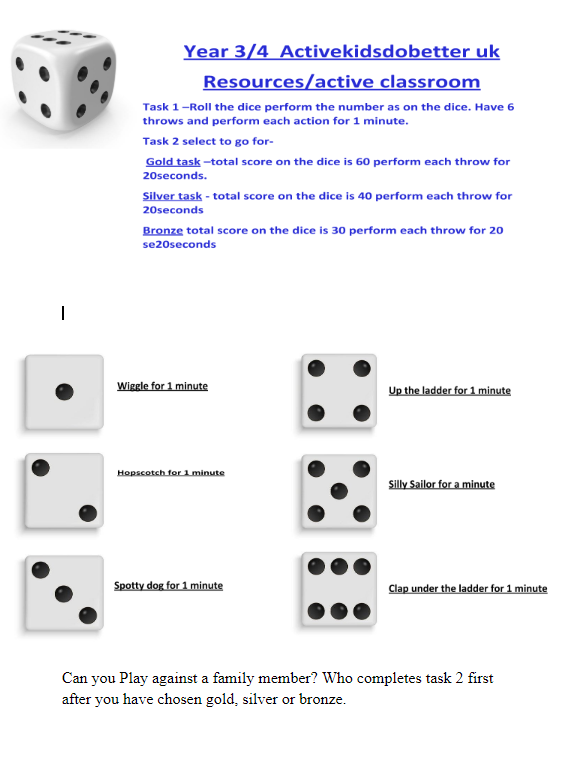 Year 3/4  Activekidsdobetter uk
Resources/active classroom
Task 1 –Roll the dice perform the number as on the dice. Have 6
throws and perform each action for 1 minute.
Task 2 select to go for-
Gold task –total score on the dice is 60 perform each throw for
20seconds.
Silver task - total score on the dice is 40 perform each throw for
20seconds
Bronze total score on the dice is 30 perform each throw for 20
se20seconds
Wiggle for 1 minute
Up the ladder for 1 minute
Hopscotch for 1 minute
Silly Sailor for a minute
Spotty dog for 1 minute
Clap under the ladder for 1 minute
Can you Play against a family member? Who completes task 2 first
after you have chosen gold, silver or bronze.